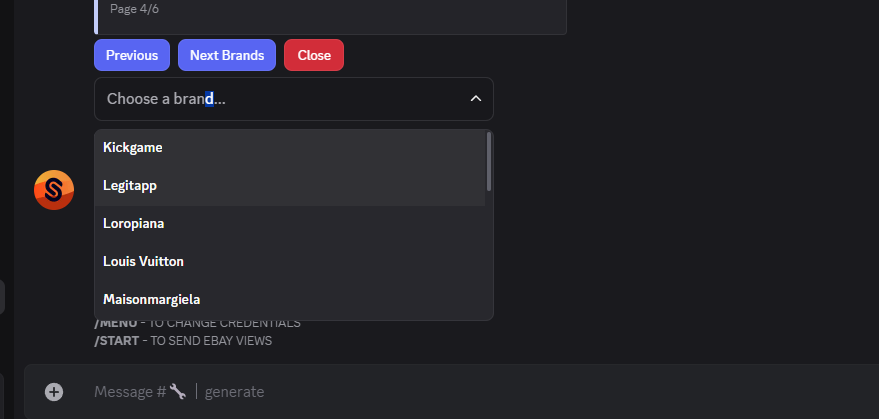 Page 4/6
Previous
Next Brands
Close
Choose a brand...
Kickgame
Legitapp
Loropiana
Louis Vuitton
Maisonmargiela
/MENU - TO CHANGE CREDENTIALS
/START - TO SEND EBAY VIEWS
Message #🔧│generate